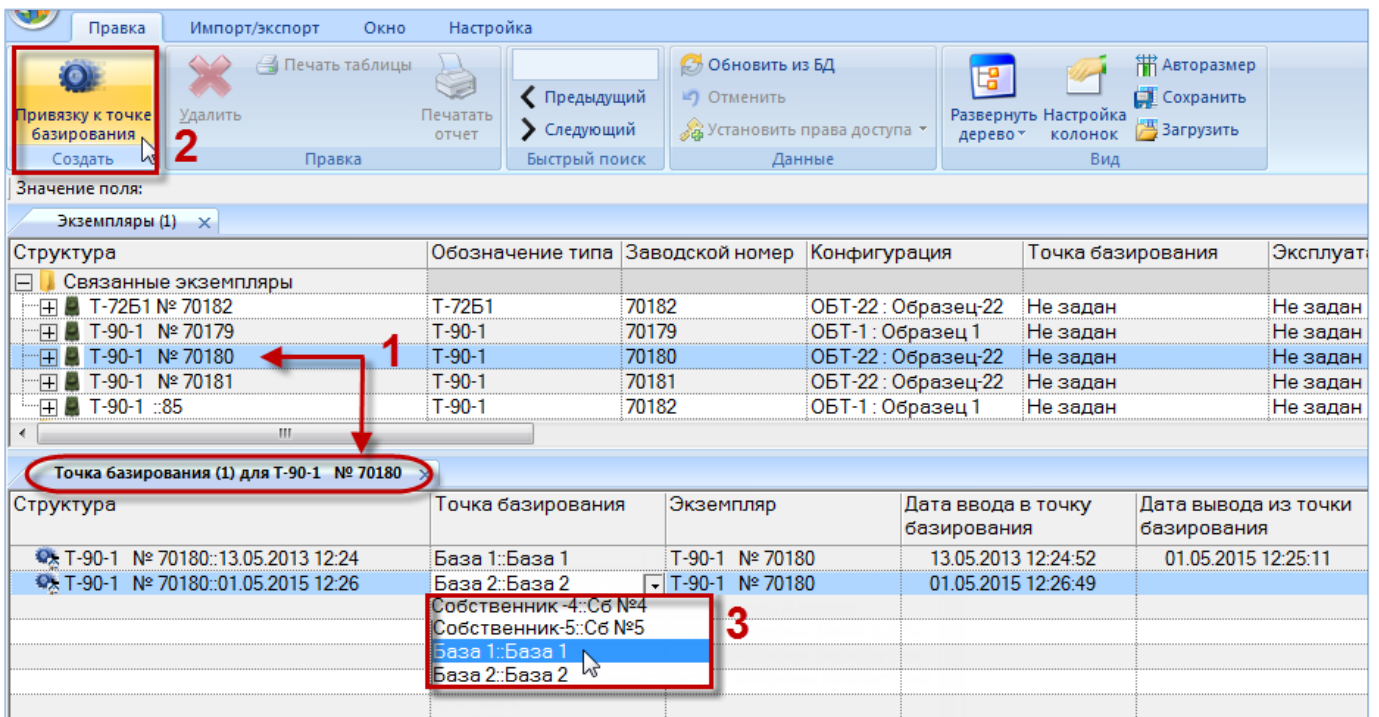 Правка Импорт/экспорт Окно Настройка
Печать таблицы Обновить из БД Авторазмер
Предыдущий Отменить Сохранить
Привязку к точке Удалить Печатать Развернуть Настройка
базирования отчет Следующий Установить права доступа дерево колонок Загрузить
2
Создать Правка Быстрый поиск Данные Вид
Значение поля:
Экземпляры (1)
Структура Обозначение типа Заводской номер Конфигурация Точка базирования Эксплуат
Связанные экземпляры
Т-72Б1 № 70182 Т-72Б1 70182 ОБТ-22 : Образец-22 Не задан Не задан
Т-90-1 № 70179 Т-90-1 70179 ОБТ-1 : Образец 1 Не задан Не задан
1
Т-90-1 № 70180 Т-90-1 70180 ОБТ-22 : Образец-22 Не задан Не задан
Т-90-1 № 70181 Т-90-1 70181 ОБТ-22 : Образец-22 Не задан Не задан
Т-90-1 ::85 Т-90-1 70182 ОБТ-1 : Образец 1 Не задан Не задан
Точка базирования (1) для Т-90-1 № 70180
Структура Точка базирования Экземпляр Дата ввода в точку Дата вывода из точки
базирования базирования
Т-90-1 № 70180::13.05.2013 12:24 База 1::База 1 Т-90-1 № 70180 13.05.2013 12:24:52 01.05.2015 12:25:11
Т-90-1 № 70180::01.05.2015 12:26 База 2::База 2 Т-90-1 № 70180 01.05.2015 12:26:49
Собственник -4::Сб №4
Собственник-5::Сб №5
3
База 1::База 1
База 2::База 2